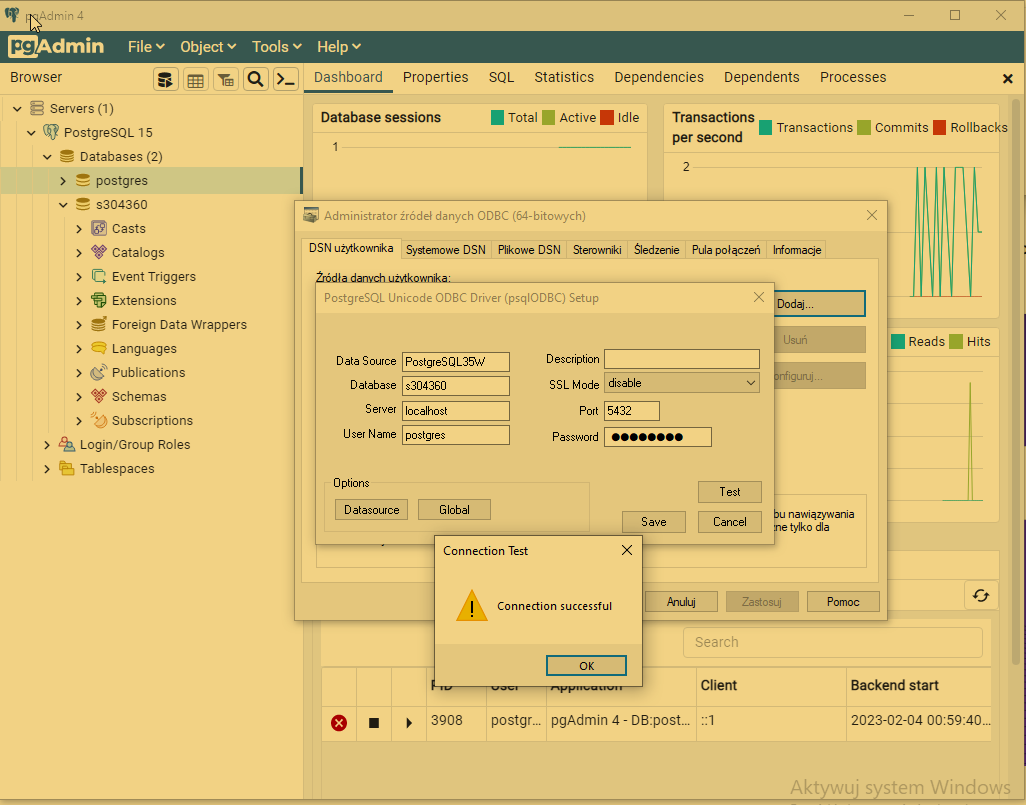 pgAdmin 4
pgAdmin File Object Tools Help
Browser
Dashboard Properties SQL Statistics Dependencies Dependents Processes
Servers (1)
PostgreSQL 15
Databases (2)
postgres
s304360
Casts
Catalogs
Event Triggers
Extensions
Foreign Data Wrappers
Languages
Publications
Schemas
Subscriptions
Login/Group Roles
Tablespaces
Database sessions
Total Active Idle
1
Transactions
per second
Transactions Commits Rollbacks
2
Reads Hits
Administrator źródeł danych ODBC (64-bitowych)
DSN użytkownika Systemowe DSN Plikowe DSN Sterowniki Śledzenie Pula połączeń Informacje
Źródła danych użytkownika:
Dodaj...
Usuń
onfiguruj...
bu nawiązywania
ne tylko dla
Anuluj Zastosuj Pomoc
PostgreSQL Unicode ODBC Driver (psqlODBC) Setup
Data Source PostgreSQL35W
Description
Database s304360
SSL Mode disable
Server localhost
Port 5432
User Name postgres
Password ●●●●●●●●
Options
Datasource Global
Test
Save Cancel
Connection Test
Connection successful
OK
Search
PID User Application Client Backend start
3908 postgr... pgAdmin 4 - DB:post... ::1 2023-02-04 00:59:40...
Aktywuj system Windows